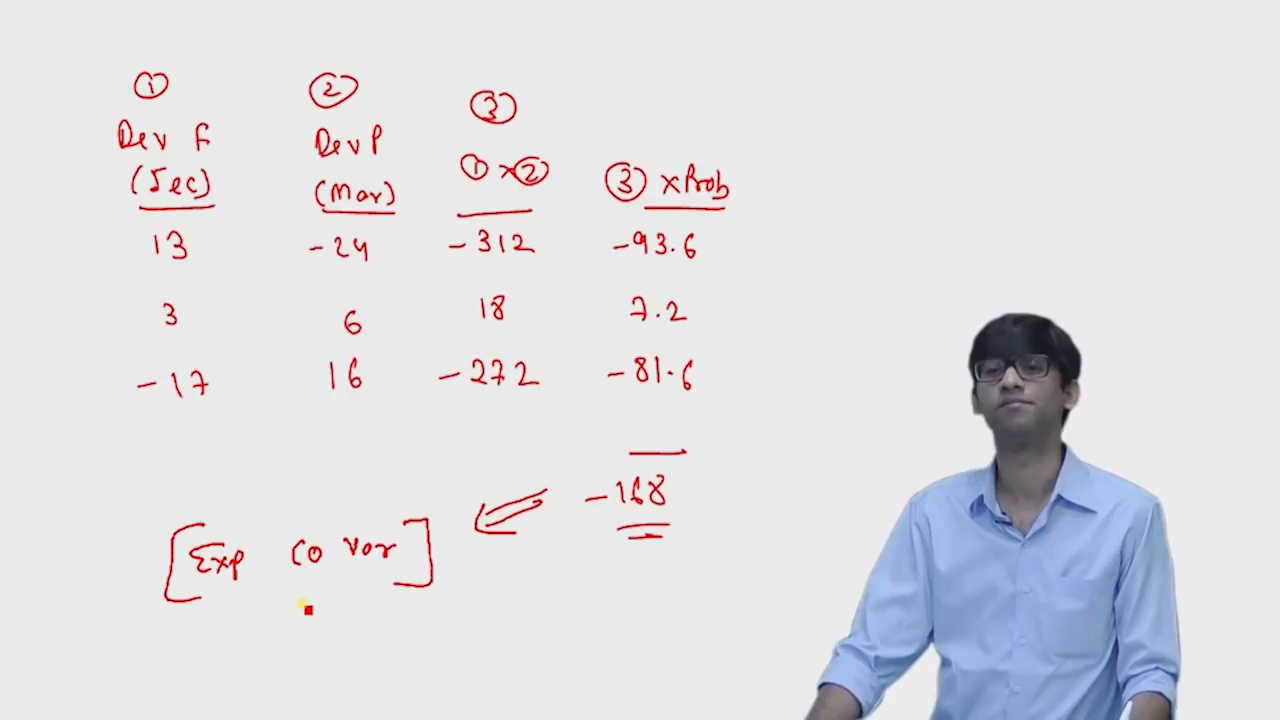 ① ② ③
Dev F Dev P ① × ② ③ × Prob
(Sec) (Mar)
13 -24 -312 -93.6
3 6 18 7.2
-17 16 -272 -81.6
-168
[Exp Co var]